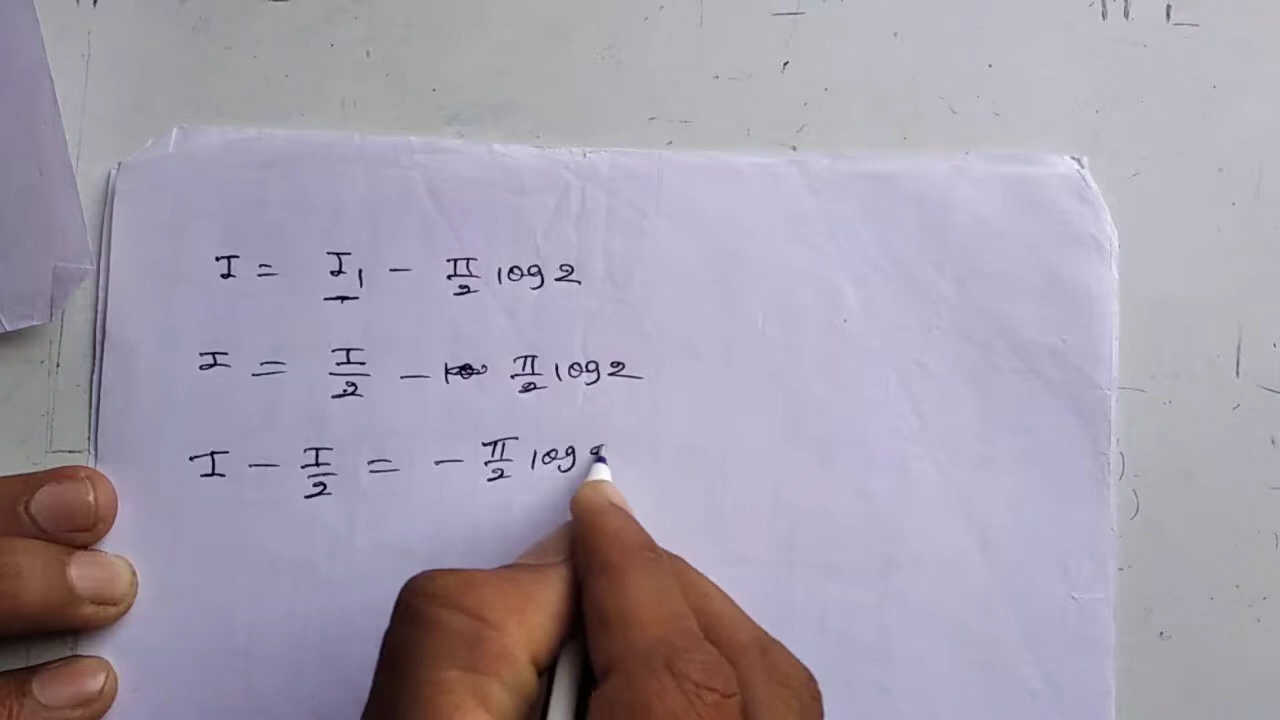 I = I₁ - π/2 log 2
I = I/2 - π/2 log 2
I - I/2 = - π/2 log